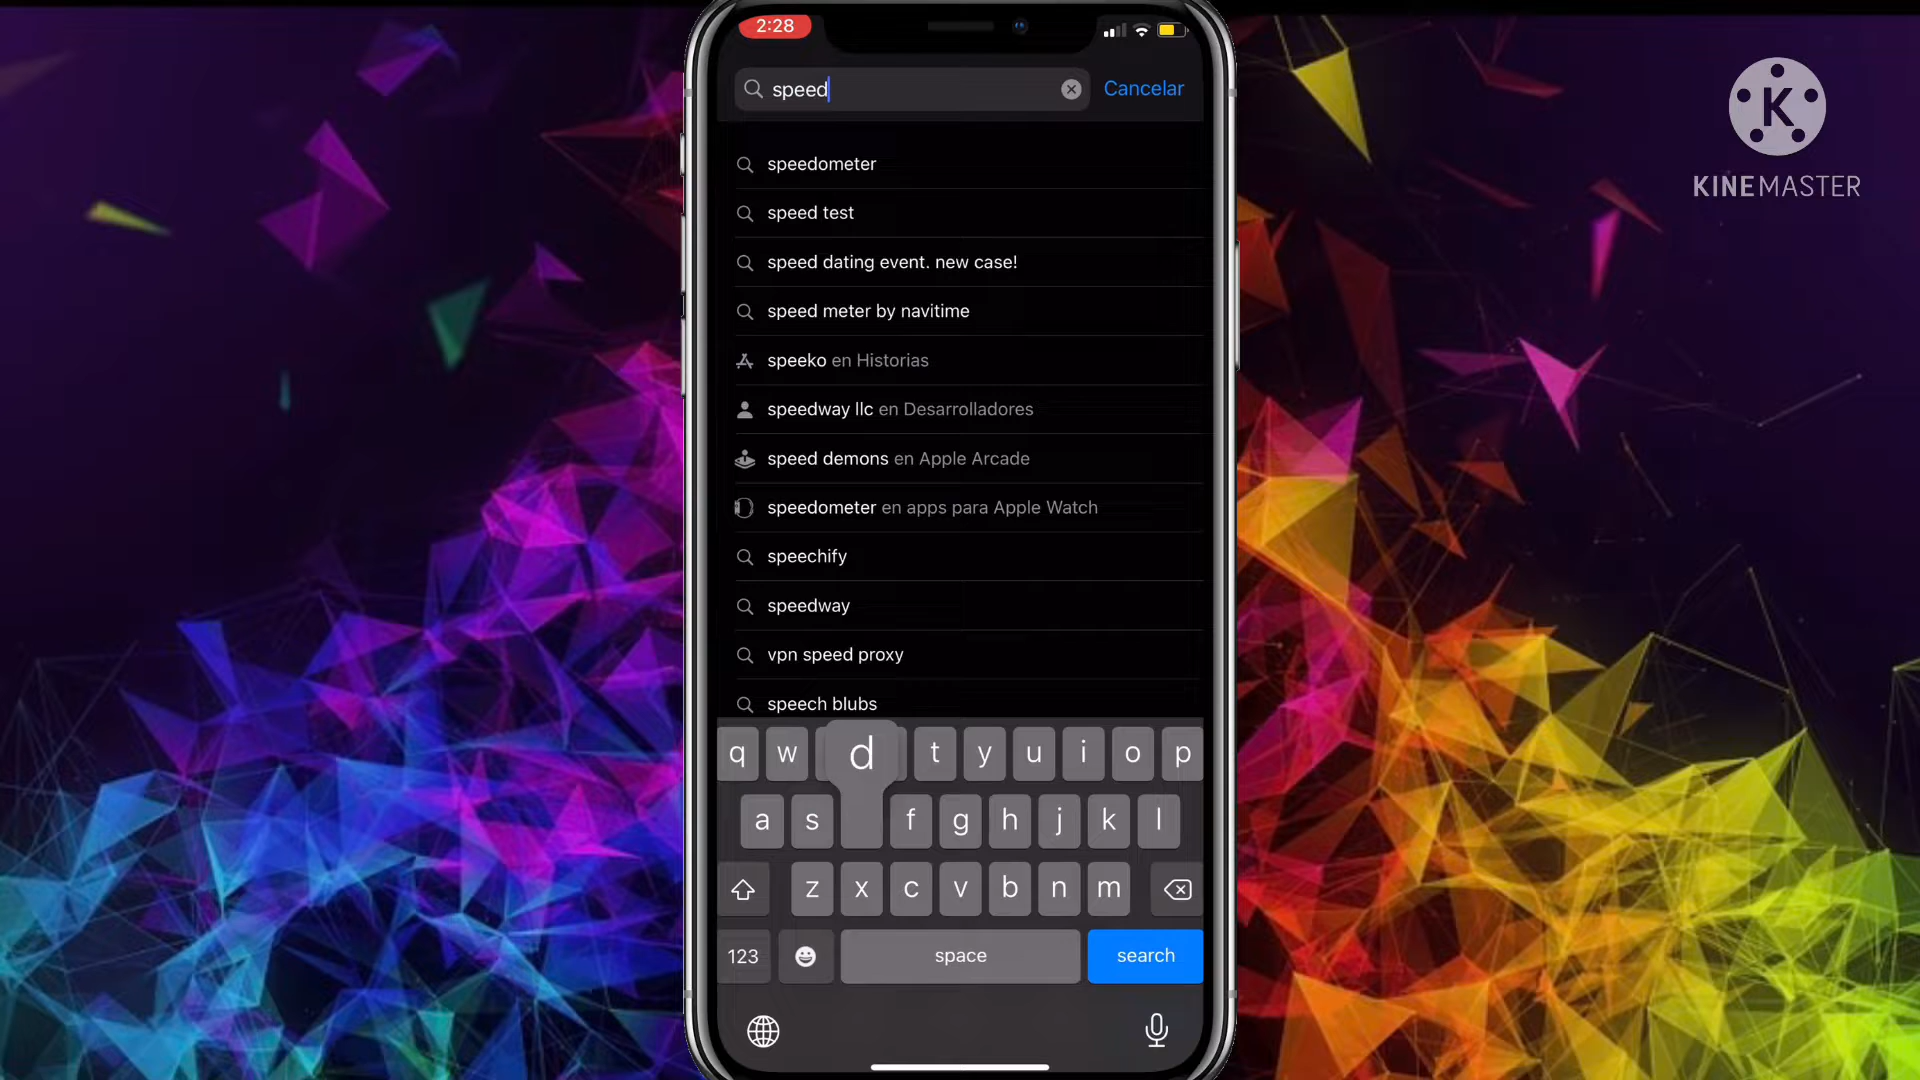 2:28
speed
Cancelar
KINEMASTER
speedometer
speed test
speed dating event. new case!
speed meter by navitime
speeko en Historias
speedway llc en Desarrolladores
speed demons en Apple Arcade
speedometer en apps para Apple Watch
speechify
speedway
vpn speed proxy
speech blubs
q w d t y u i o p
a s f g h j k l
z x c v b n m
123 space search